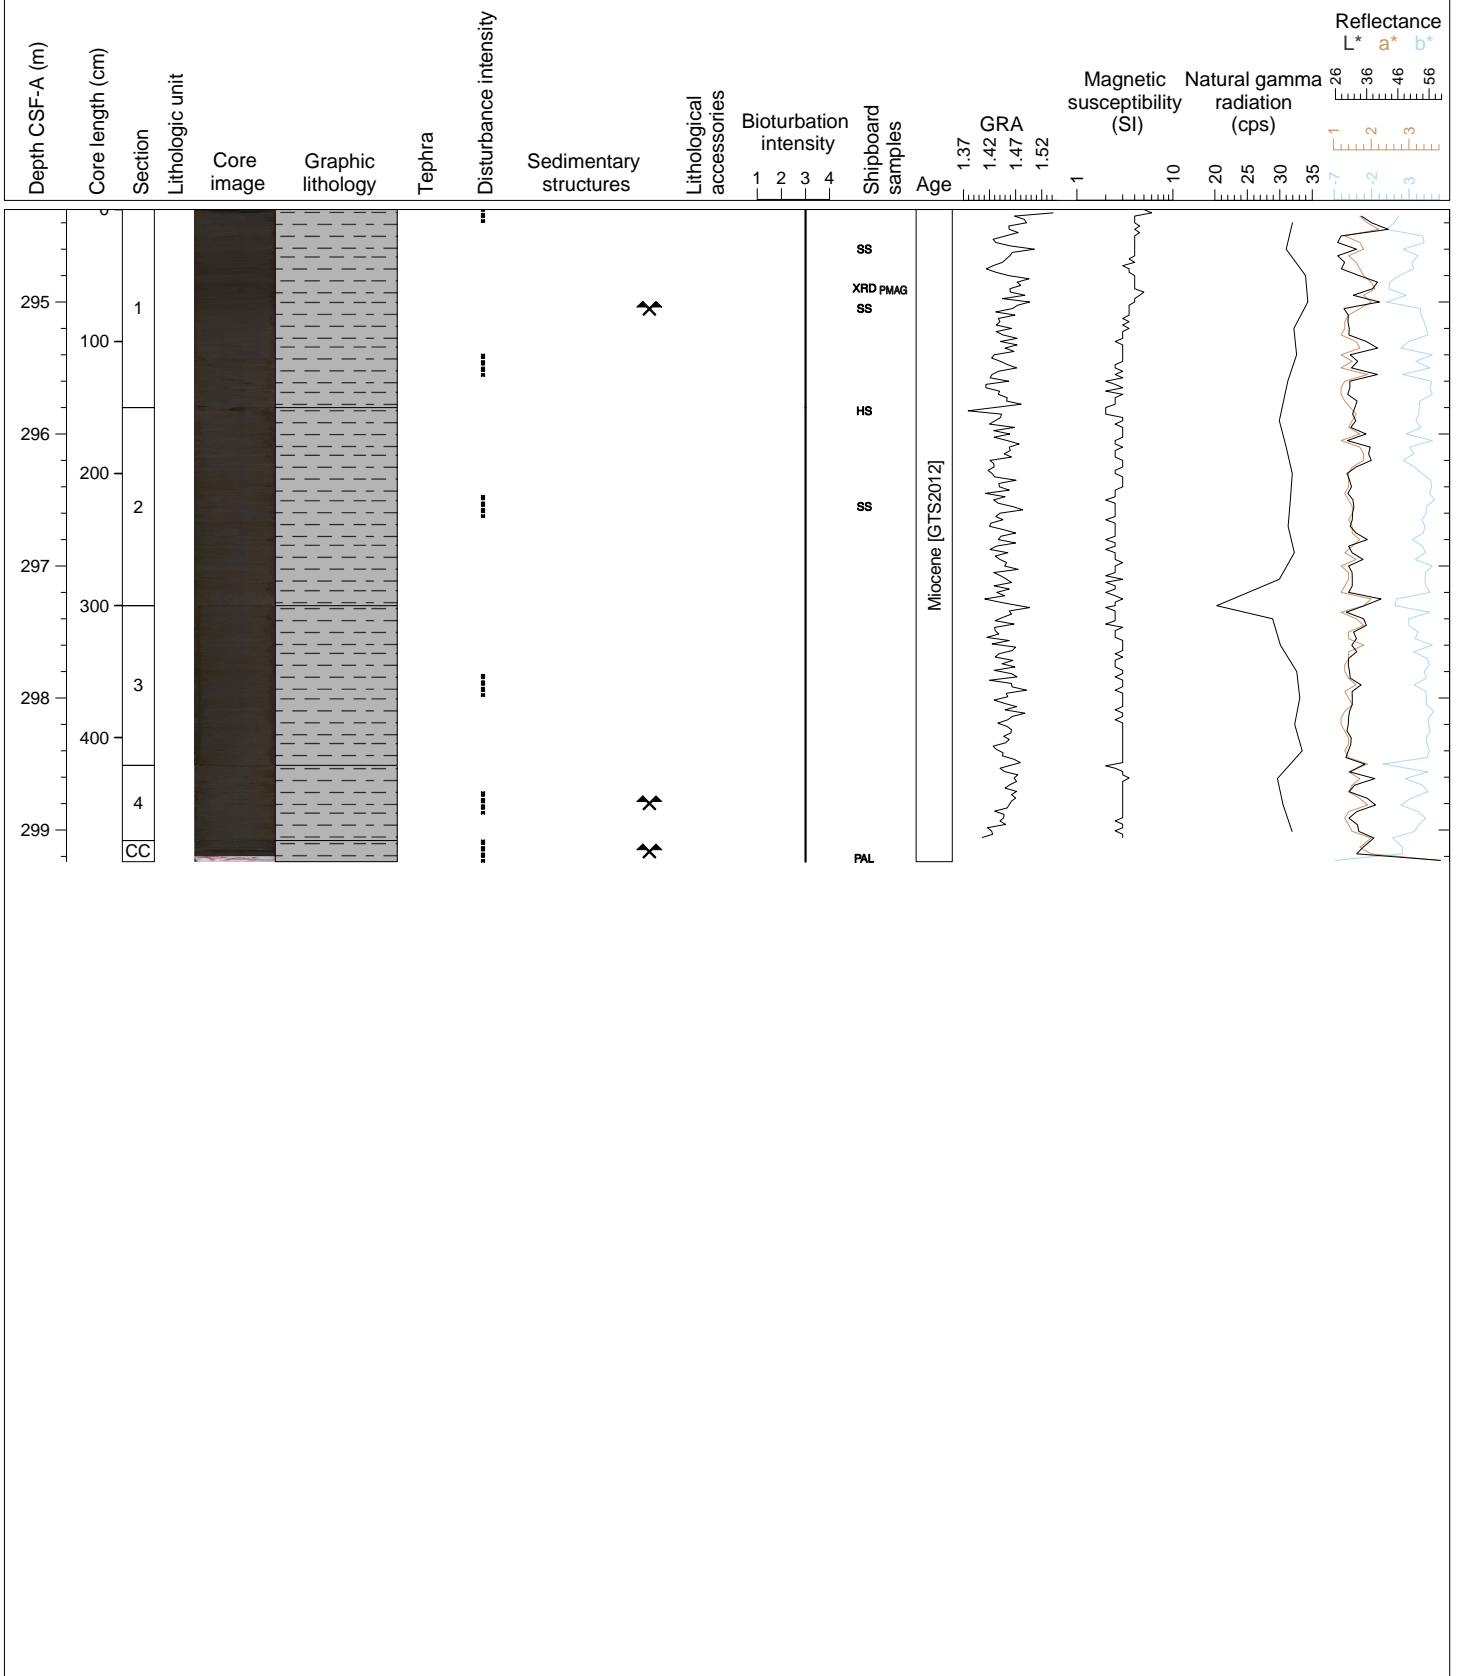 Depth CSF-A (m)
Core length (cm)
Section
Lithologic unit
Core
image
Graphic
lithology
Tephra
Disturbance intensity
Sedimentary
structures
Lithological
accessories
Bioturbation
intensity
1 2 3 4
Shipboard
samples
Age
GRA
1.37
1.42
1.47
1.52
Magnetic
susceptibility
(SI)
1
10
Natural gamma
radiation
(cps)
20
25
30
35
Reflectance
L* a* b*
26
36
46
56
1
2
3
-7
-2
3
295
296
297
298
299
0
100
200
300
400
1
2
3
4
CC
SS
XRD PMAG
SS
HS
SS
PAL
Miocene [GTS2012]